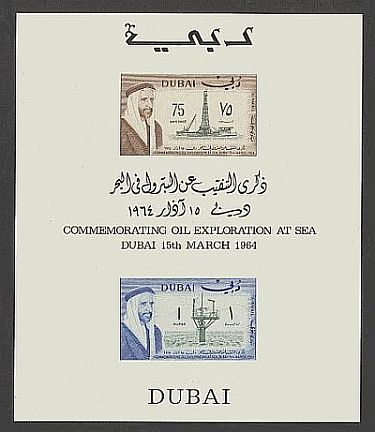 دبي
DUBAI دبي
75 ٧٥
ذكرى التنقيب عن البترول في البحر
دبي ١٥ آذار ١٩٦٤
COMMEMORATING OIL EXPLORATION AT SEA
DUBAI 15th MARCH 1964
DUBAI دبي
1 ١
DUBAI